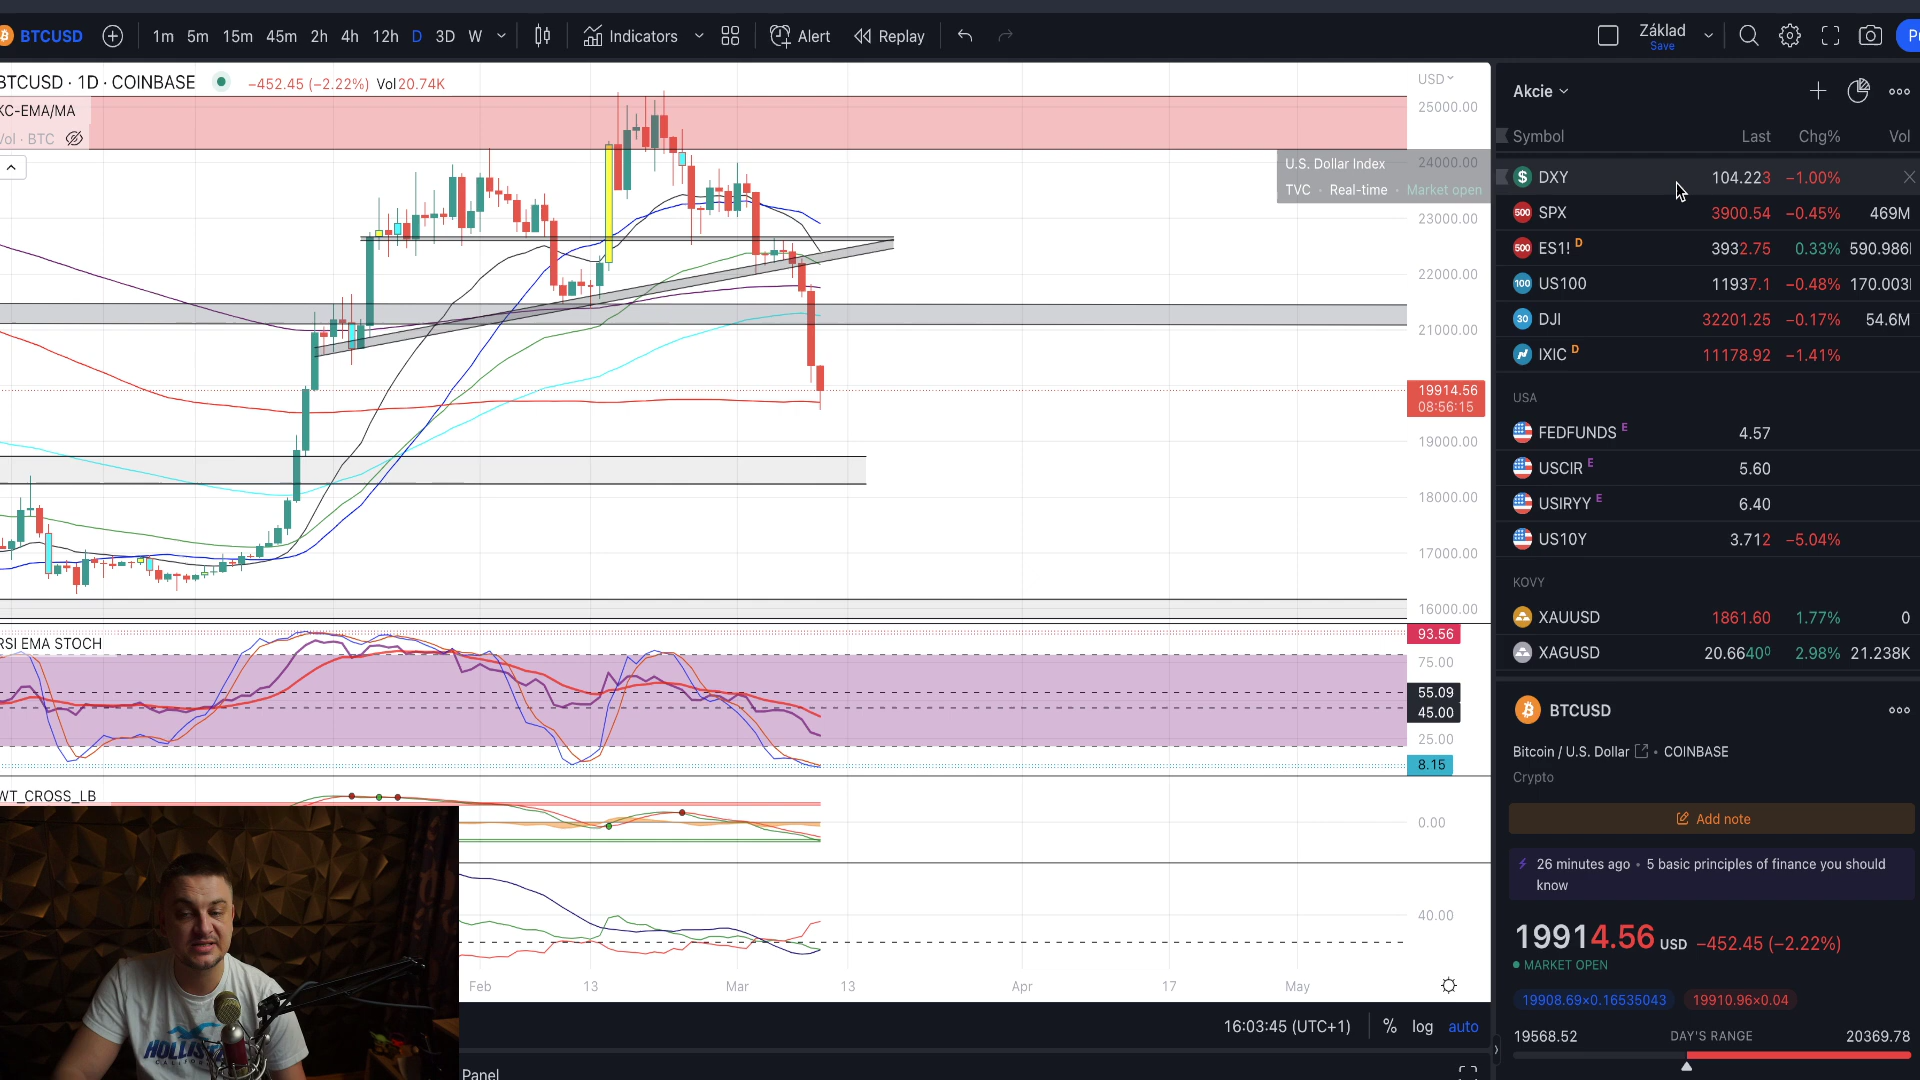 BTCUSD 1m 5m 15m 45m 2h 4h 12h D 3D W Indicators Alert Replay Základ
Save
BTCUSD · 1D · COINBASE −452.45 (−2.22%) Vol 20.74K
KC-EMA/MA
Vol · BTC
USD
25000.00
24000.00
23000.00
22000.00
21000.00
19914.56
08:56:15
19000.00
18000.00
17000.00
16000.00
U.S. Dollar Index
TVC · Real-time · Market open
RSI EMA STOCH
93.56
75.00
55.09
45.00
25.00
8.15
WT_CROSS_LB
0.00
40.00
Feb 13 Mar 13 Apr 17 May
16:03:45 (UTC+1) % log auto
Panel
HOLLIS
CALIFOR
Akcie
Symbol Last Chg% Vol
DXY 104.223 −1.00%
500 SPX 3900.54 −0.45% 469M
500 ES1! D 3932.75 0.33% 590.986
100 US100 11937.1 −0.48% 170.003
30 DJI 32201.25 −0.17% 54.6M
IXIC D 11178.92 −1.41%
USA
FEDFUNDS E 4.57
USCIR E 5.60
USIRYY E 6.40
US10Y 3.712 −5.04%
KOVY
XAUUSD 1861.60 1.77% 0
XAGUSD 20.6640⁰ 2.98% 21.238K
BTCUSD
Bitcoin / U.S. Dollar · COINBASE
Crypto
Add note
26 minutes ago · 5 basic principles of finance you should
know
19914.56 USD −452.45 (−2.22%)
MARKET OPEN
19908.69×0.16535043 19910.96×0.04
19568.52 DAY'S RANGE 20369.78